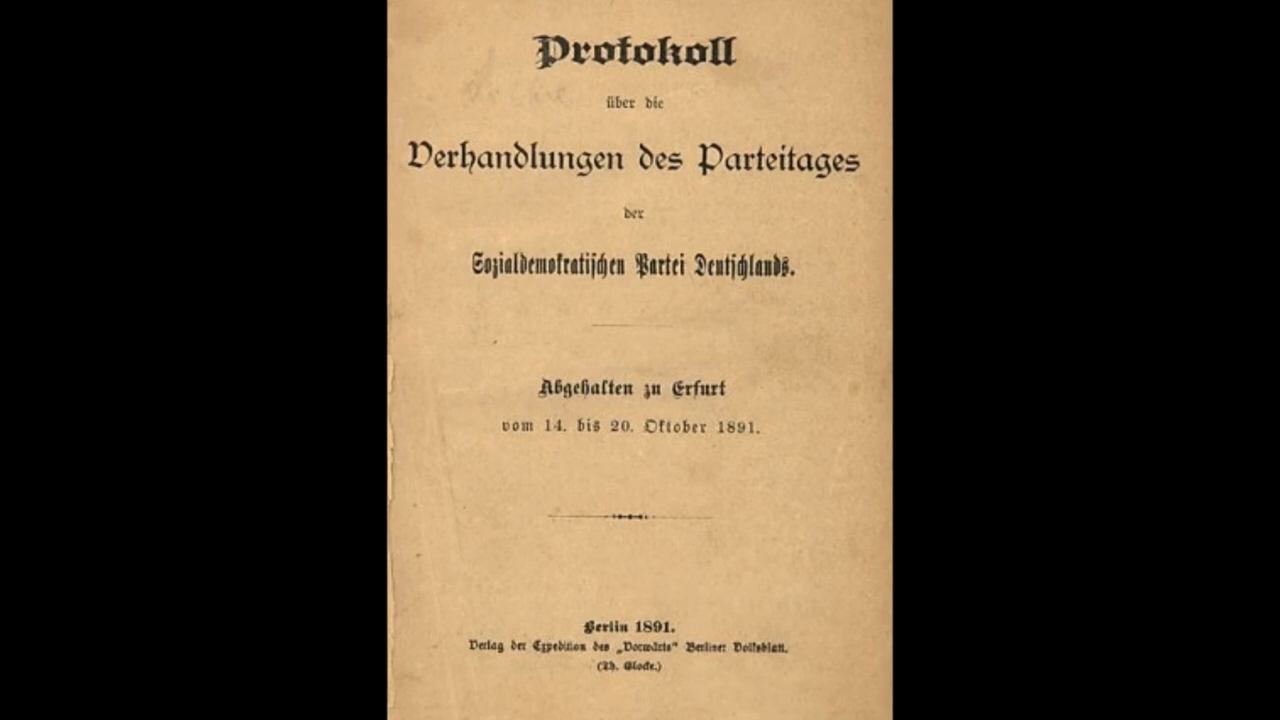 Protokoll
über die
Verhandlungen des Parteitages
der
Sozialdemokratischen Partei Deutschlands.
Abgehalten zu Erfurt
vom 14. bis 20. Oktober 1891.
Berlin 1891.
Verlag der Expedition des „Vorwärts“ Berliner Volksblatt.
(Th. Glocke.)